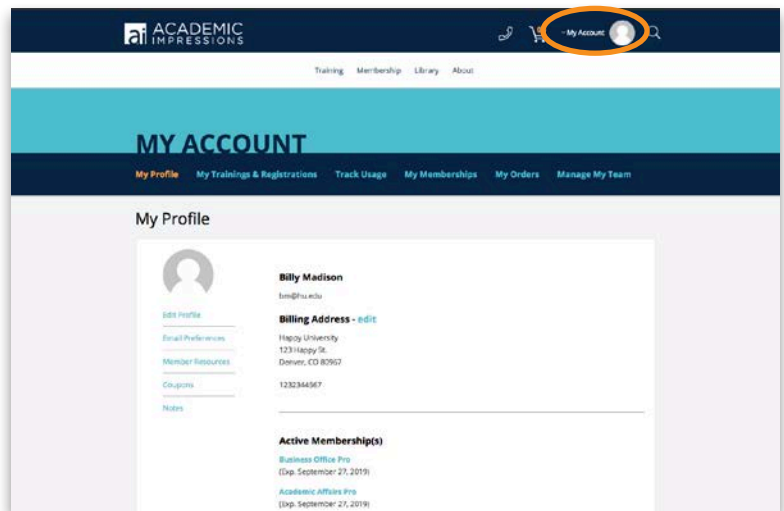 ai ACADEMIC
IMPRESSIONS
My Account
Training Membership Library About
MY ACCOUNT
My Profile My Trainings & Registrations Track Usage My Memberships My Orders Manage My Team
My Profile
Billy Madison
bm@hu.edu
Edit Profile
Billing Address - edit
Email Preferences
Happy University
123 Happy St.
Member Resources
Denver, CO 80967
Coupons
1232344567
Notes
Active Membership(s)
Business Office Pro
(Exp. September 27, 2019)
Academic Affairs Pro
(Exp. September 27, 2019)